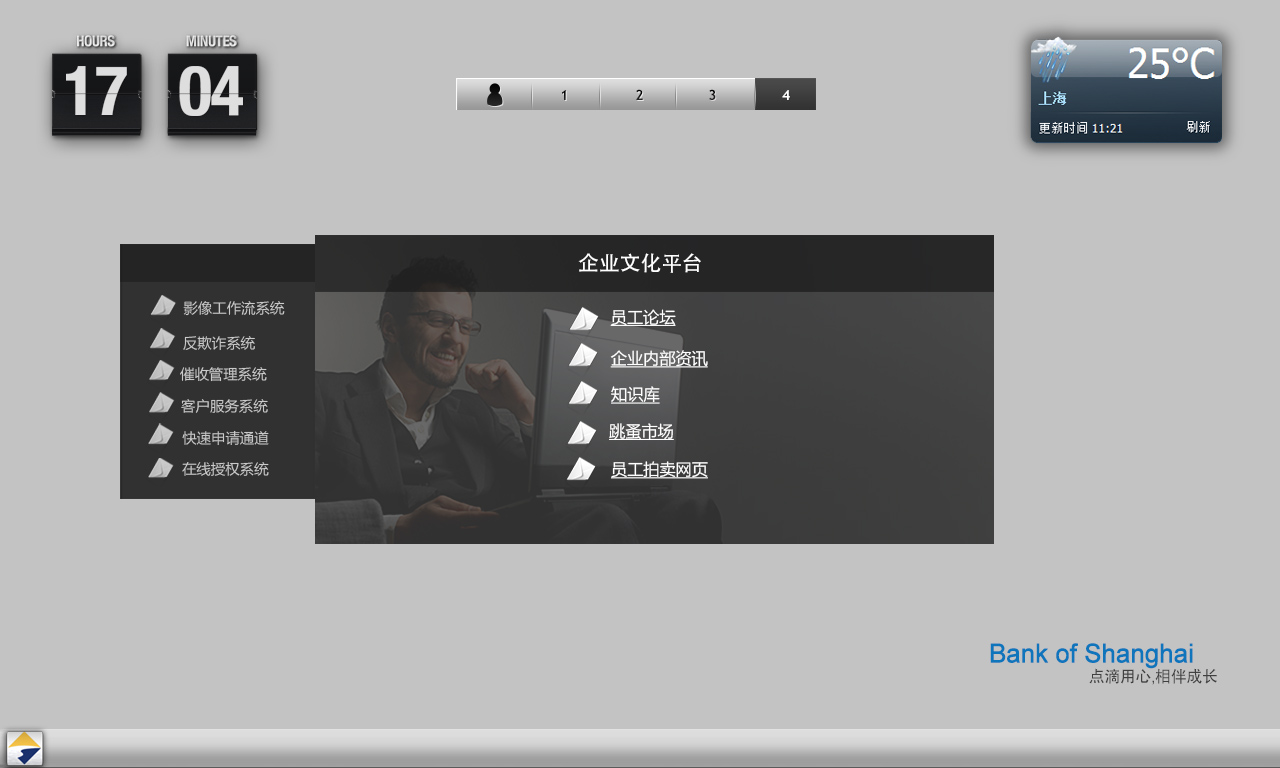 HOURS
MINUTES
17
04
1
2
3
4
25°C
上海
更新时间 11:21
刷新
影像工作流系统
反欺诈系统
催收管理系统
客户服务系统
快速申请通道
在线授权系统
企业文化平台
员工论坛
企业内部资讯
知识库
跳蚤市场
员工拍卖网页
Bank of Shanghai
点滴用心,相伴成长